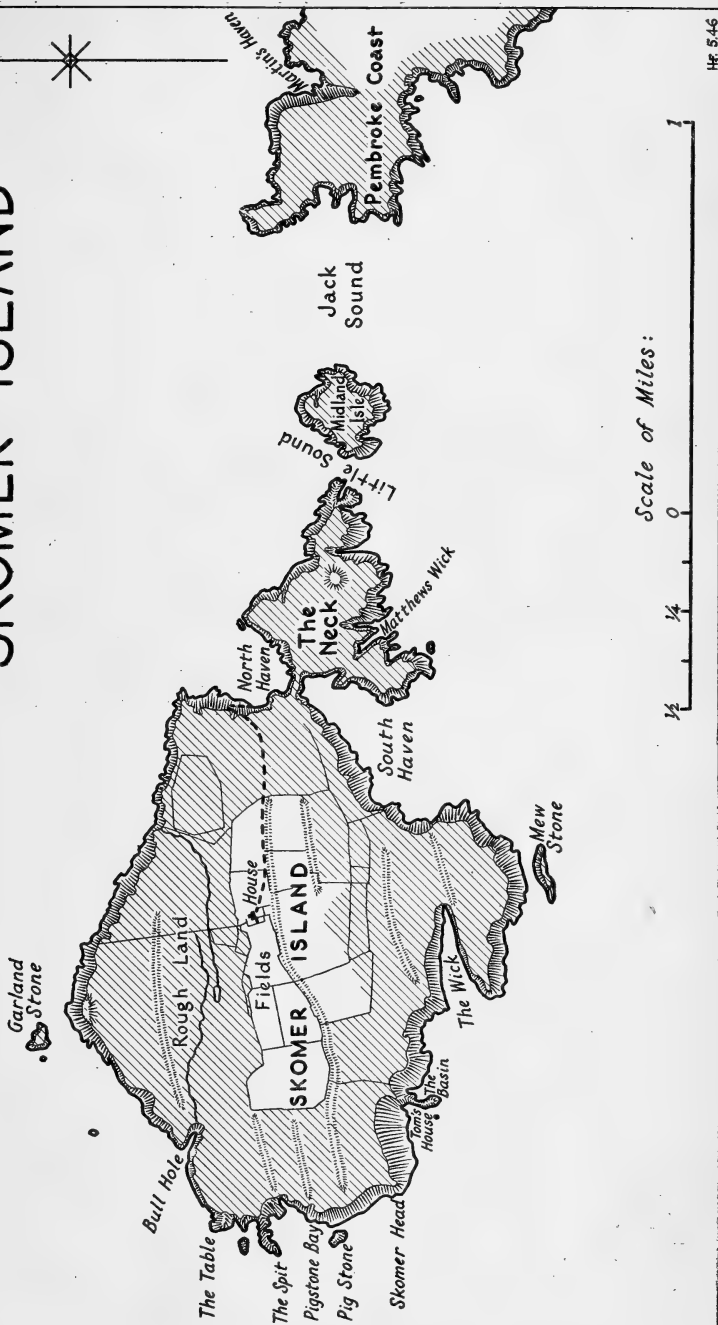 SKOMER ISLAND
Garland
Stone
Bull Hole
The Table
The Spit
Pigstone Bay
Pig Stone
Skomer Head
Tom's
House
The
Basin
The Wick
Mew
Stone
Rough Land
House
Fields
SKOMER ISLAND
North
Haven
South
Haven
The
Neck
Matthews Wick
Little Sound
Midland
Isle
Jack
Sound
Martin's Haven
Pembroke Coast
Scale of Miles:
½ ¼ 0 1
Hr. 5.46